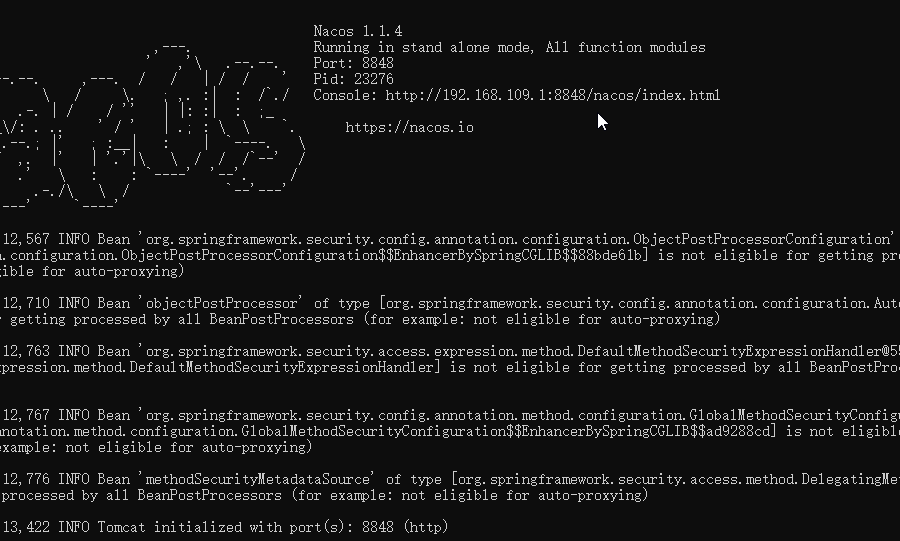 Nacos 1.1.4
Running in stand alone mode, All function modules
Port: 8848
Pid: 23276
Console: http://192.168.109.1:8848/nacos/index.html
https://nacos.io
12,567 INFO Bean 'org.springframework.security.config.annotation.configuration.ObjectPostProcessorConfiguration'
.configuration.ObjectPostProcessorConfiguration$$EnhancerBySpringCGLIB$$88bde61b] is not eligible for getting pro
gible for auto-proxying)
12,710 INFO Bean 'objectPostProcessor' of type [org.springframework.security.config.annotation.configuration.Auto
getting processed by all BeanPostProcessors (for example: not eligible for auto-proxying)
12,763 INFO Bean 'org.springframework.security.access.expression.method.DefaultMethodSecurityExpressionHandler@55
pression.method.DefaultMethodSecurityExpressionHandler] is not eligible for getting processed by all BeanPostPro
12,767 INFO Bean 'org.springframework.security.config.annotation.method.configuration.GlobalMethodSecurityConfigu
nnotation.method.configuration.GlobalMethodSecurityConfiguration$$EnhancerBySpringCGLIB$$ad9288cd] is not eligibl
example: not eligible for auto-proxying)
12,776 INFO Bean 'methodSecurityMetadataSource' of type [org.springframework.security.access.method.DelegatingMet
processed by all BeanPostProcessors (for example: not eligible for auto-proxying)
13,422 INFO Tomcat initialized with port(s): 8848 (http)